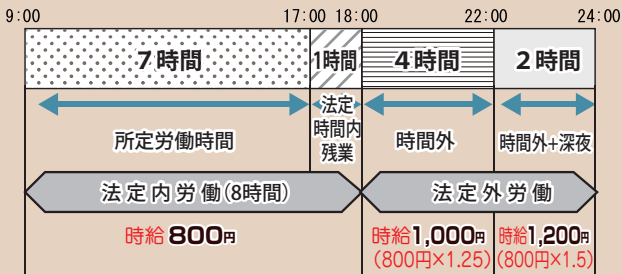 9:00 17:00 18:00 22:00 24:00
7時間 1時間 4時間 2時間
所定労働時間
法定
時間内
残業
時間外
時間外+深夜
法定内労働(8時間) 法定外労働
時給800円 時給1,000円 時給1,200円
(800円×1.25) (800円×1.5)